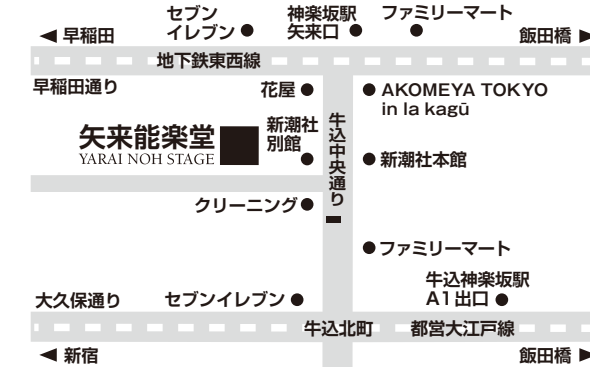 セブン
イレブン
神楽坂駅
矢来口
ファミリーマート
早稲田
飯田橋
地下鉄東西線
早稲田通り
花屋
AKOMEYA TOKYO
in la kagū
矢来能楽堂
YARAI NOH STAGE
新潮社
別館
牛込中央通り
新潮社本館
クリーニング
ファミリーマート
牛込神楽坂駅
A1出口
大久保通り
セブンイレブン
牛込北町
都営大江戸線
新宿
飯田橋